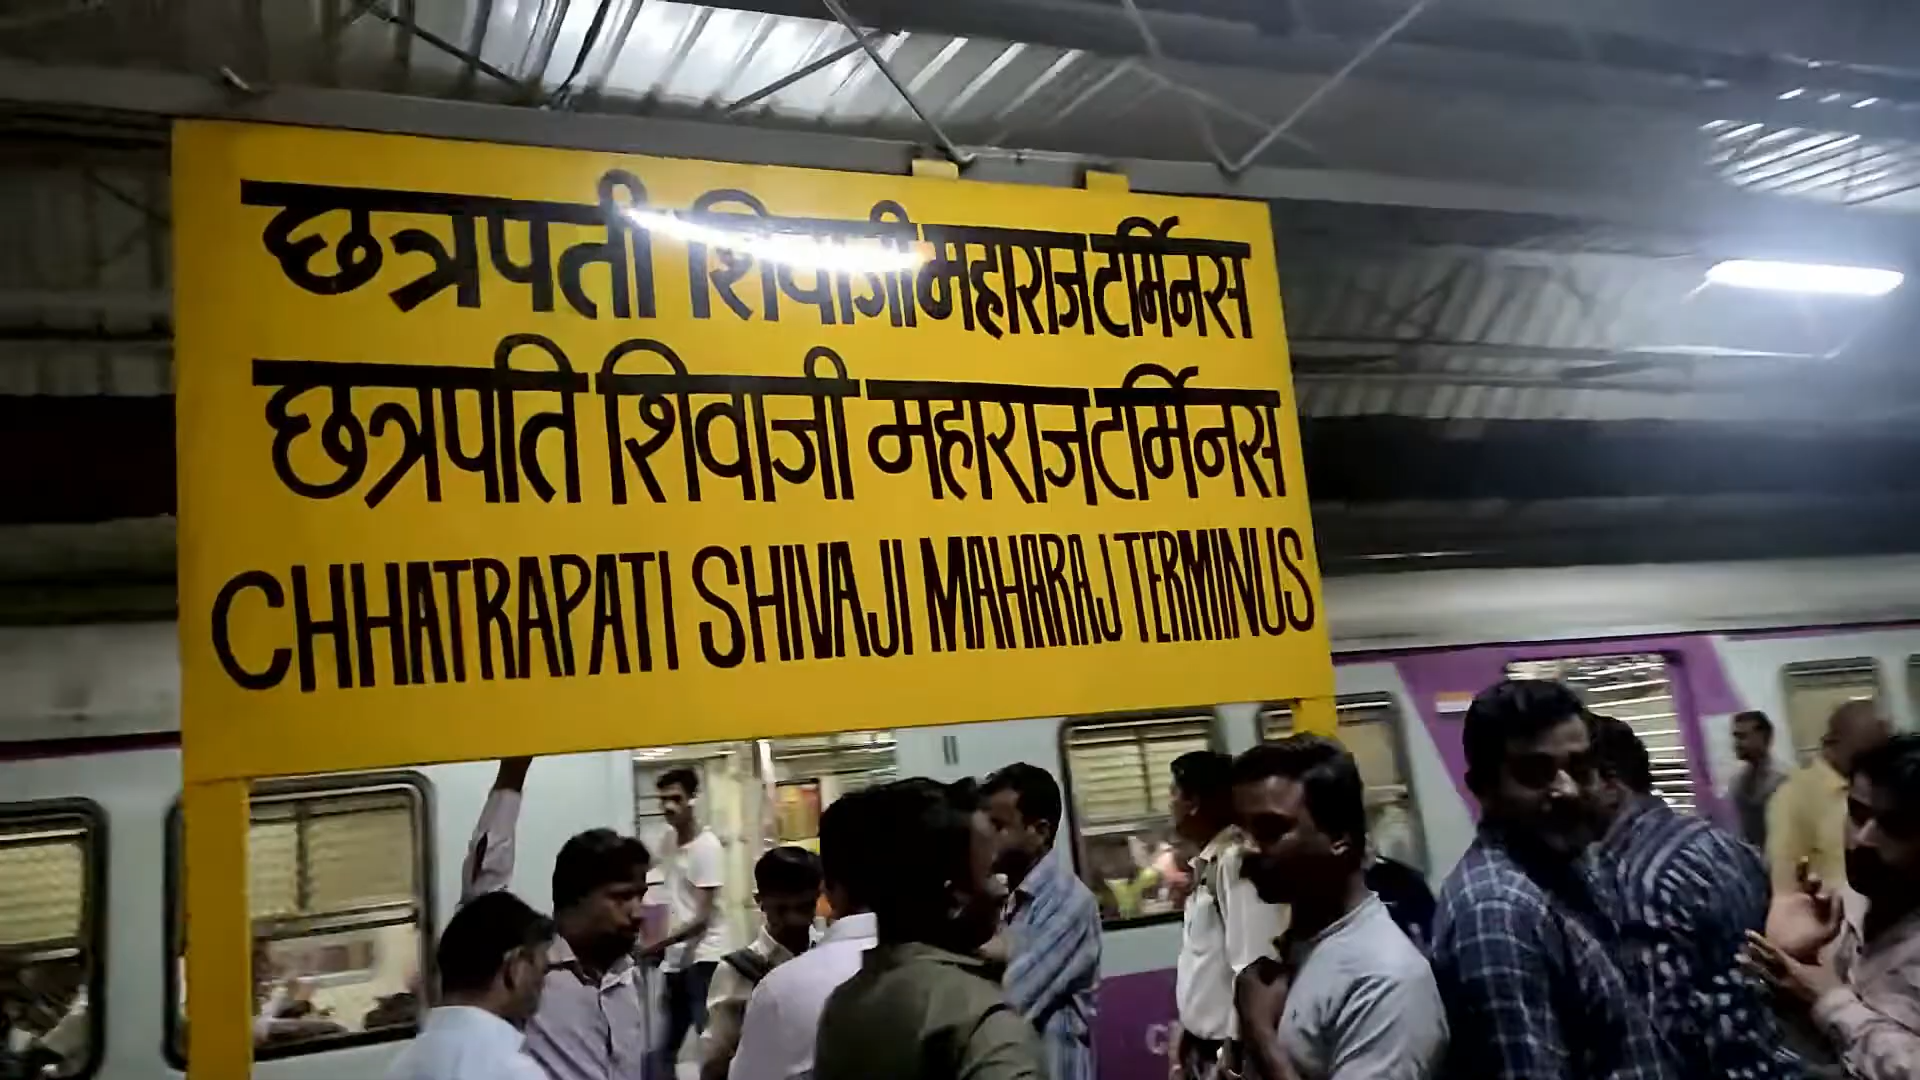 छत्रपती शिवाजी महाराज टर्मिनस
छत्रपति शिवाजी महाराज टर्मिनस
CHHATRAPATI SHIVAJI MAHARAJ TERMINUS